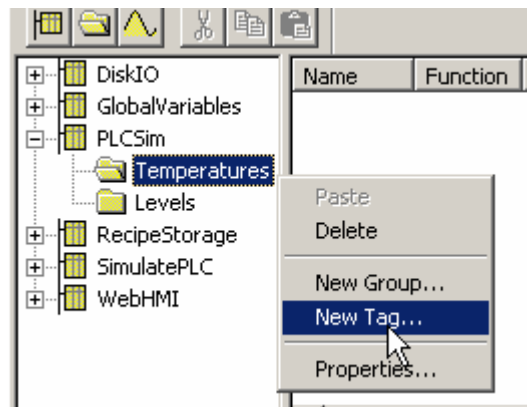 Name Function
DiskIO
GlobalVariables
PLCSim
Temperatures
Levels
RecipeStorage
SimulatePLC
WebHMI
Paste
Delete
New Group...
New Tag...
Properties...